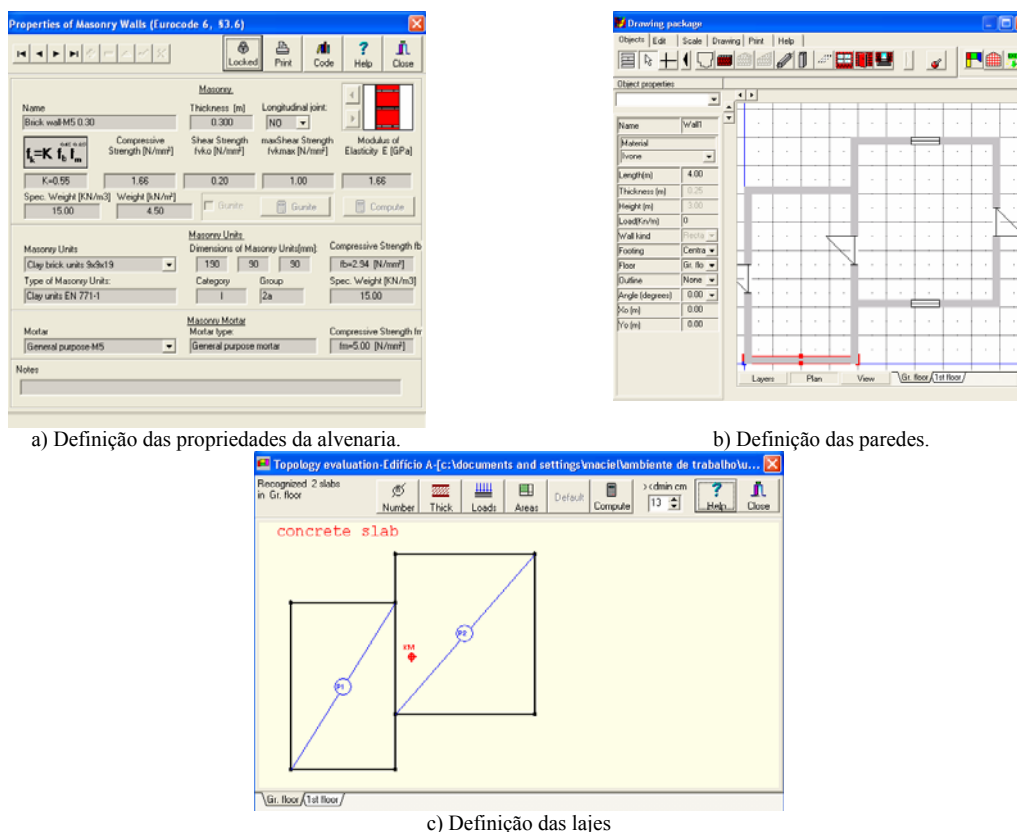 Properties of Masonry Walls (Eurocode 6, §3.6)
Locked Print Code Help Close
Masonry
Name Thickness [m] Longitudinal joint:
Brick wall-M5 0.30 0.300 NO
Compressive Strength [N/mm²] Shear Strength fvko [N/mm²] maxShear Strength fvkmax [N/mm²] Modulus of Elasticity E [GPa]
K=0.55 1.66 0.20 1.00 1.66
Spec. Weight [KN/m3] Weight [kN/m²]
15.00 4.50 Gunite Gunite Compute
Masonry Units
Masonry Units Dimensions of Masonry Units[mm]: Compressive Strength fb
Clay brick units 9x9x19 190 90 90 fb=2.94 [N/mm²]
Type of Masonry Units: Category Group Spec. Weight [KN/m3]
Clay units EN 771-1 I 2a 15.00
Masonry Mortar
Mortar Mortar type: Compressive Strength fm
General purpose-M5 General purpose mortar fm=5.00 [N/mm²]
Notes
a) Definição das propriedades da alvenaria.
Drawing package
Objects Edit Scale Drawing Print Help
Object properties
Name Wall1
Material
Ivone
Length(m) 4.00
Thickness (m) 0.25
Height (m) 3.00
Load(Kn/m) 0
Wall kind Recta
Footing Centra
Floor Gr. flo
Outline None
Angle (degrees) 0.00
Xo (m) 0.00
Yo (m) 0.00
Layers Plan View Gr. floor 1st floor
b) Definição das paredes.
Topology evaluation-Edifício A-[c:\documents and settings\maciel\ambiente de trabalho\u...
Recognized 2 slabs
in Gr. floor
Number Thick Loads Areas Default Compute ><dmin cm 13 Help Close
concrete slab
P2
KM
P1
Gr. floor 1st floor
c) Definição das lajes